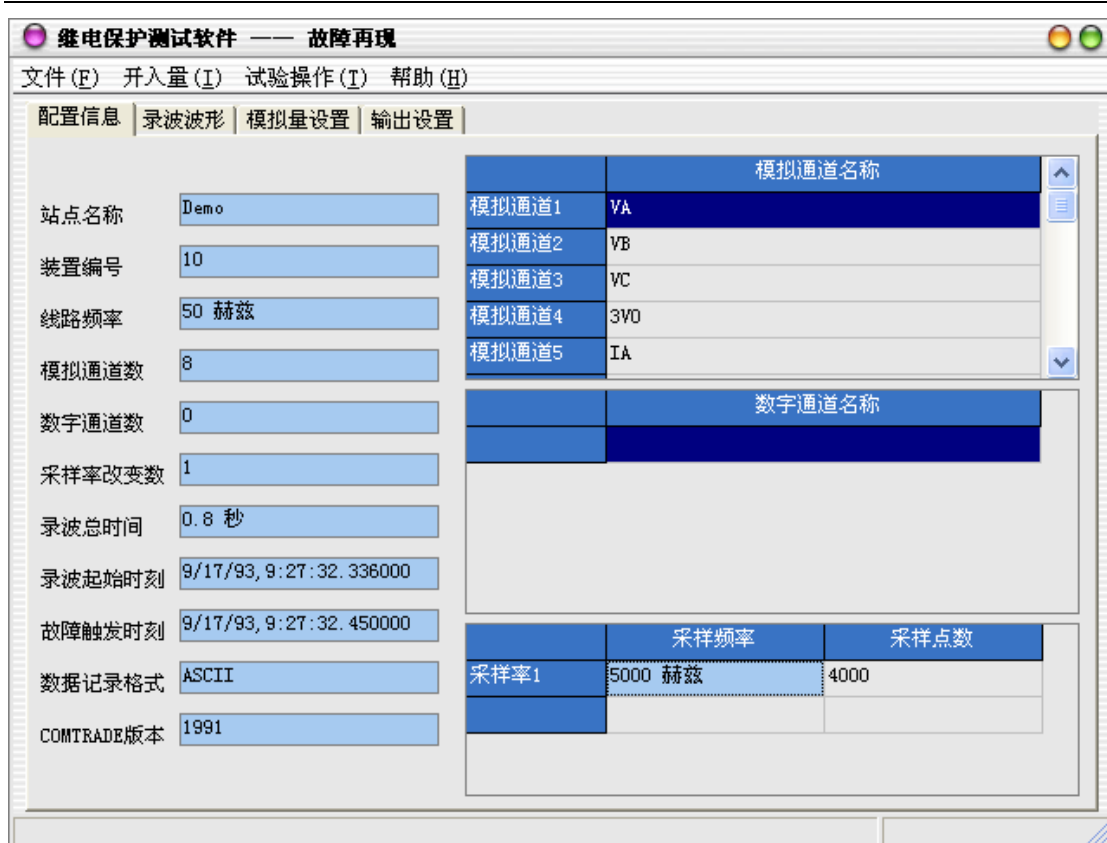 继电保护测试软件 —— 故障再现
文件(F) 开入量(I) 试验操作(T) 帮助(H)
配置信息 录波波形 模拟量设置 输出设置
站点名称 Demo
装置编号 10
线路频率 50 赫兹
模拟通道数 8
数字通道数 0
采样率改变数 1
录波总时间 0.8 秒
录波起始时刻 9/17/93,9:27:32.336000
故障触发时刻 9/17/93,9:27:32.450000
数据记录格式 ASCII
COMTRADE版本 1991
模拟通道名称
模拟通道1 VA
模拟通道2 VB
模拟通道3 VC
模拟通道4 3V0
模拟通道5 IA
数字通道名称
采样频率 采样点数
采样率1 5000 赫兹 4000